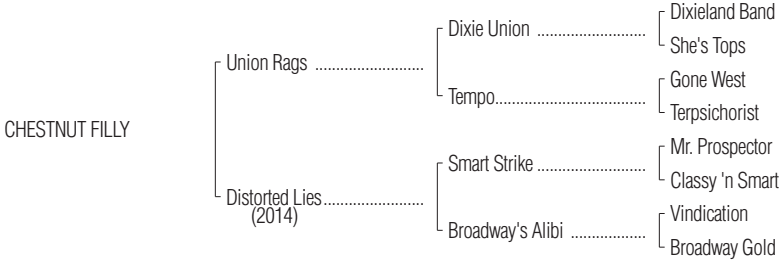 Dixieland Band
Dixie Union ..........................
She's Tops
Union Rags ..........................
Gone West
Tempo....................................
Terpsichorist
CHESTNUT FILLY
Mr. Prospector
Smart Strike ..........................
Classy 'n Smart
Distorted Lies........................
(2014)
Vindication
Broadway's Alibi ..................
Broadway Gold